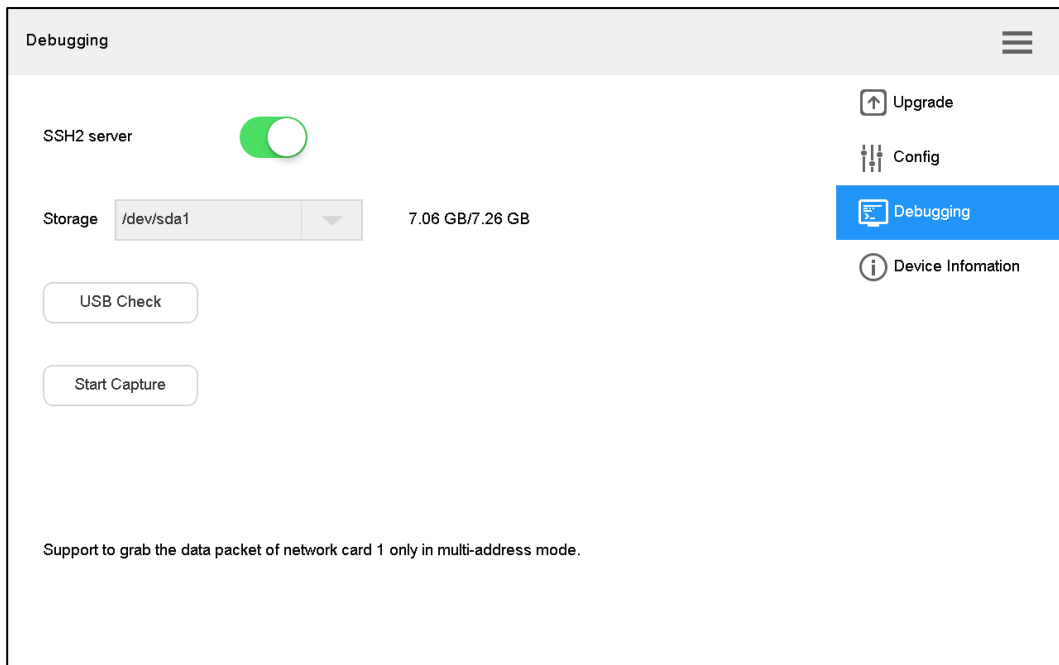 Debugging
SSH2 server
Storage /dev/sda1 7.06 GB/7.26 GB
USB Check
Start Capture
Support to grab the data packet of network card 1 only in multi-address mode.
Upgrade
Config
Debugging
Device Infomation